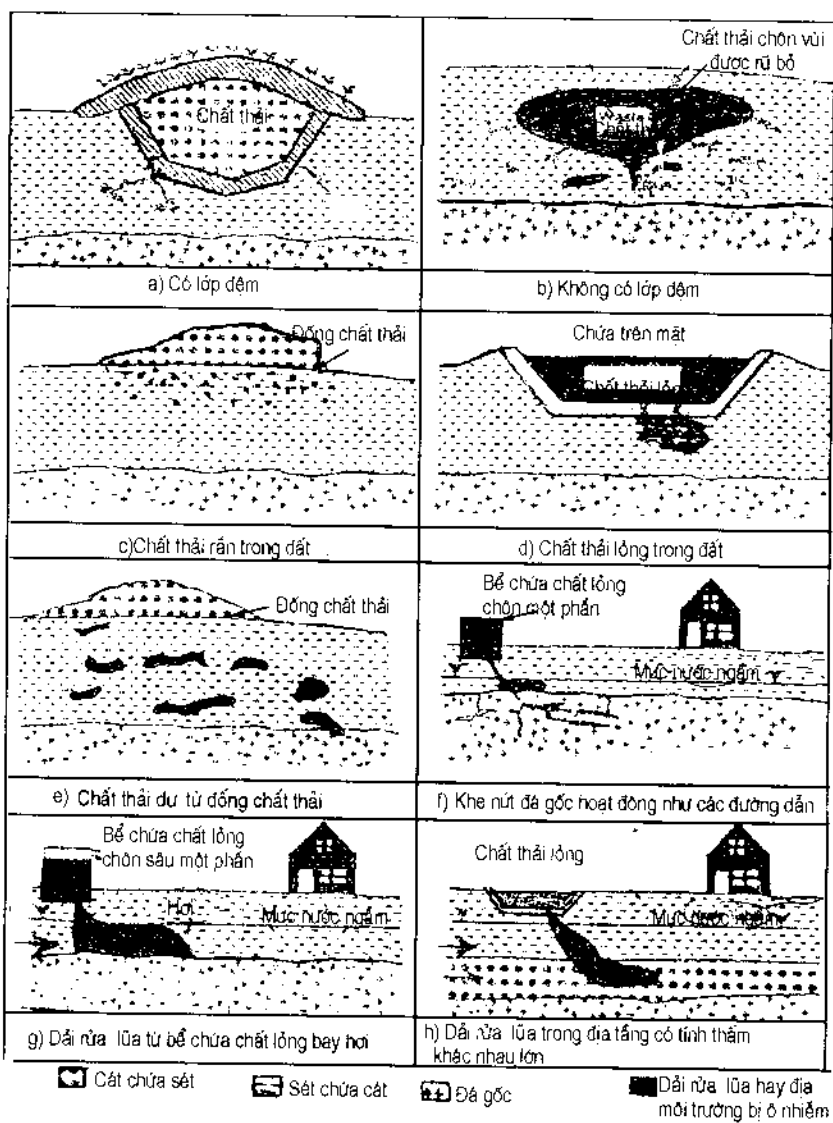 Chất thải
Chất thải chôn vùi
được rũ bỏ
Waste
a) Có lớp đệm
b) Không có lớp đệm
Đống chất thải
Chứa trên mặt
Chất thải lỏng
c)Chất thải rắn trong đất
d) Chất thải lỏng trong đất
Đống chất thải
Bể chứa chất lỏng
chôn một phần
Mực nước ngầm
e) Chất thải dư từ đống chất thải
f) Khe nứt đá gốc hoạt động như các đường dẫn
Bể chứa chất lỏng
chôn sâu một phần
Hơi
Mực nước ngầm
Chất thải lỏng
Mực nước ngầm
g) Dải rửa lũa từ bể chứa chất lỏng bay hơi
h) Dải rửa lũa trong địa tầng có tính thấm
khác nhau lớn
Cát chứa sét
Sét chứa cát
Đá gốc
Dải rửa lũa hay địa
môi trường bị ô nhiễm